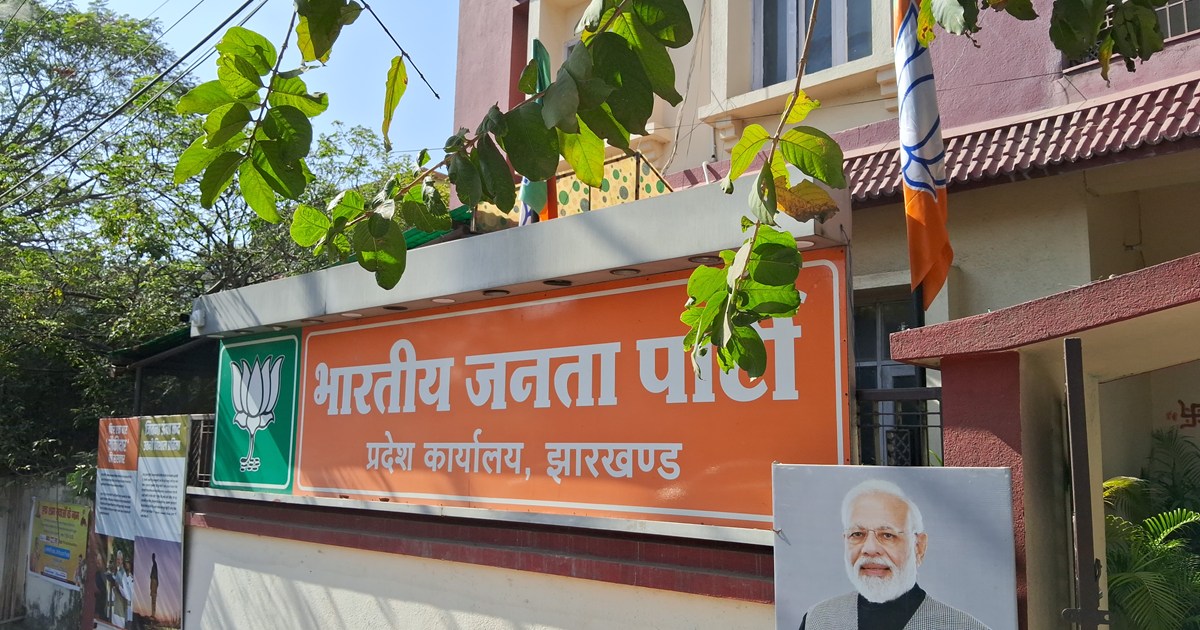 भारतीय जनता पार्टी
प्रदेश कार्यालय, झारखण्ड